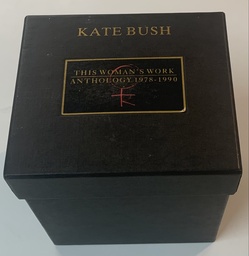 KATE BUSH
THIS WOMAN'S WORK
ANTHOLOGY 1978-1990